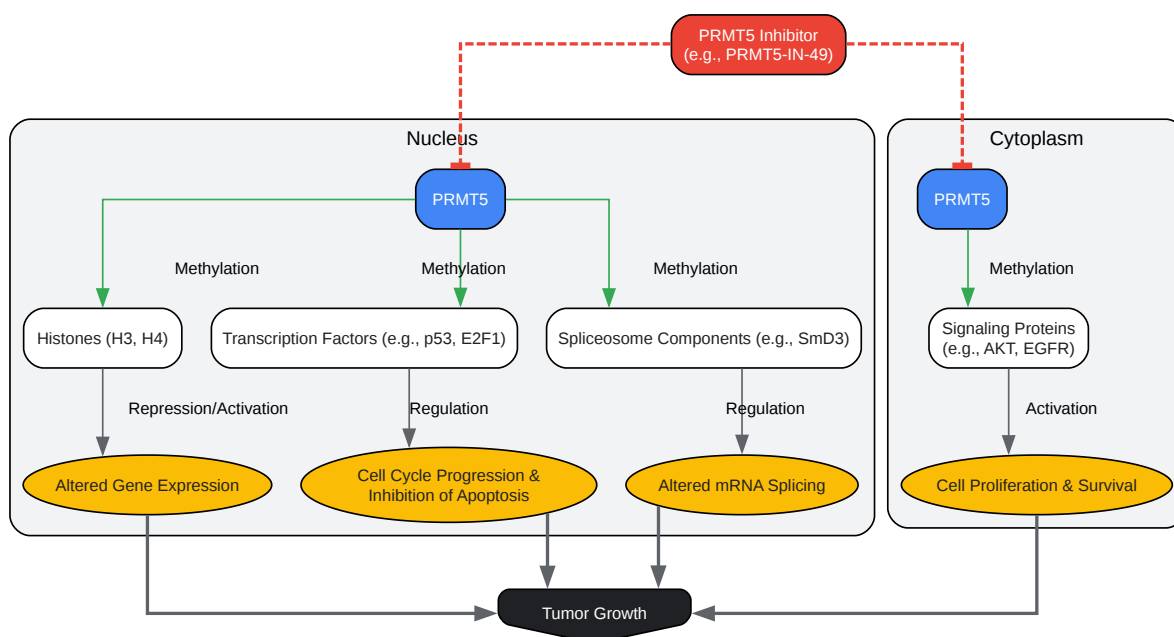 PRMT5 Inhibitor
(e.g., PRMT5-IN-49)
Nucleus
Cytoplasm
PRMT5
PRMT5
Methylation
Methylation
Methylation
Methylation
Histones (H3, H4)
Transcription Factors (e.g., p53, E2F1)
Spliceosome Components (e.g., SmD3)
Signaling Proteins
(e.g., AKT, EGFR)
Repression/Activation
Regulation
Regulation
Activation
Altered Gene Expression
Cell Cycle Progression &
Inhibition of Apoptosis
Altered mRNA Splicing
Cell Proliferation & Survival
Tumor Growth